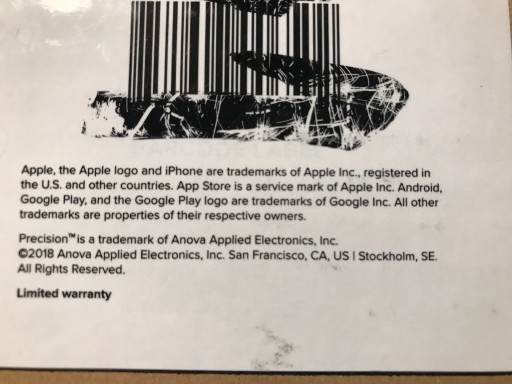 Apple, the Apple logo and iPhone are trademarks of Apple Inc., registered in
the U.S. and other countries. App Store is a service mark of Apple Inc. Android,
Google Play, and the Google Play logo are trademarks of Google Inc. All other
trademarks are properties of their respective owners.
Precision™ is a trademark of Anova Applied Electronics, Inc.
©2018 Anova Applied Electronics, Inc. San Francisco, CA, US | Stockholm, SE.
All Rights Reserved.
Limited warranty